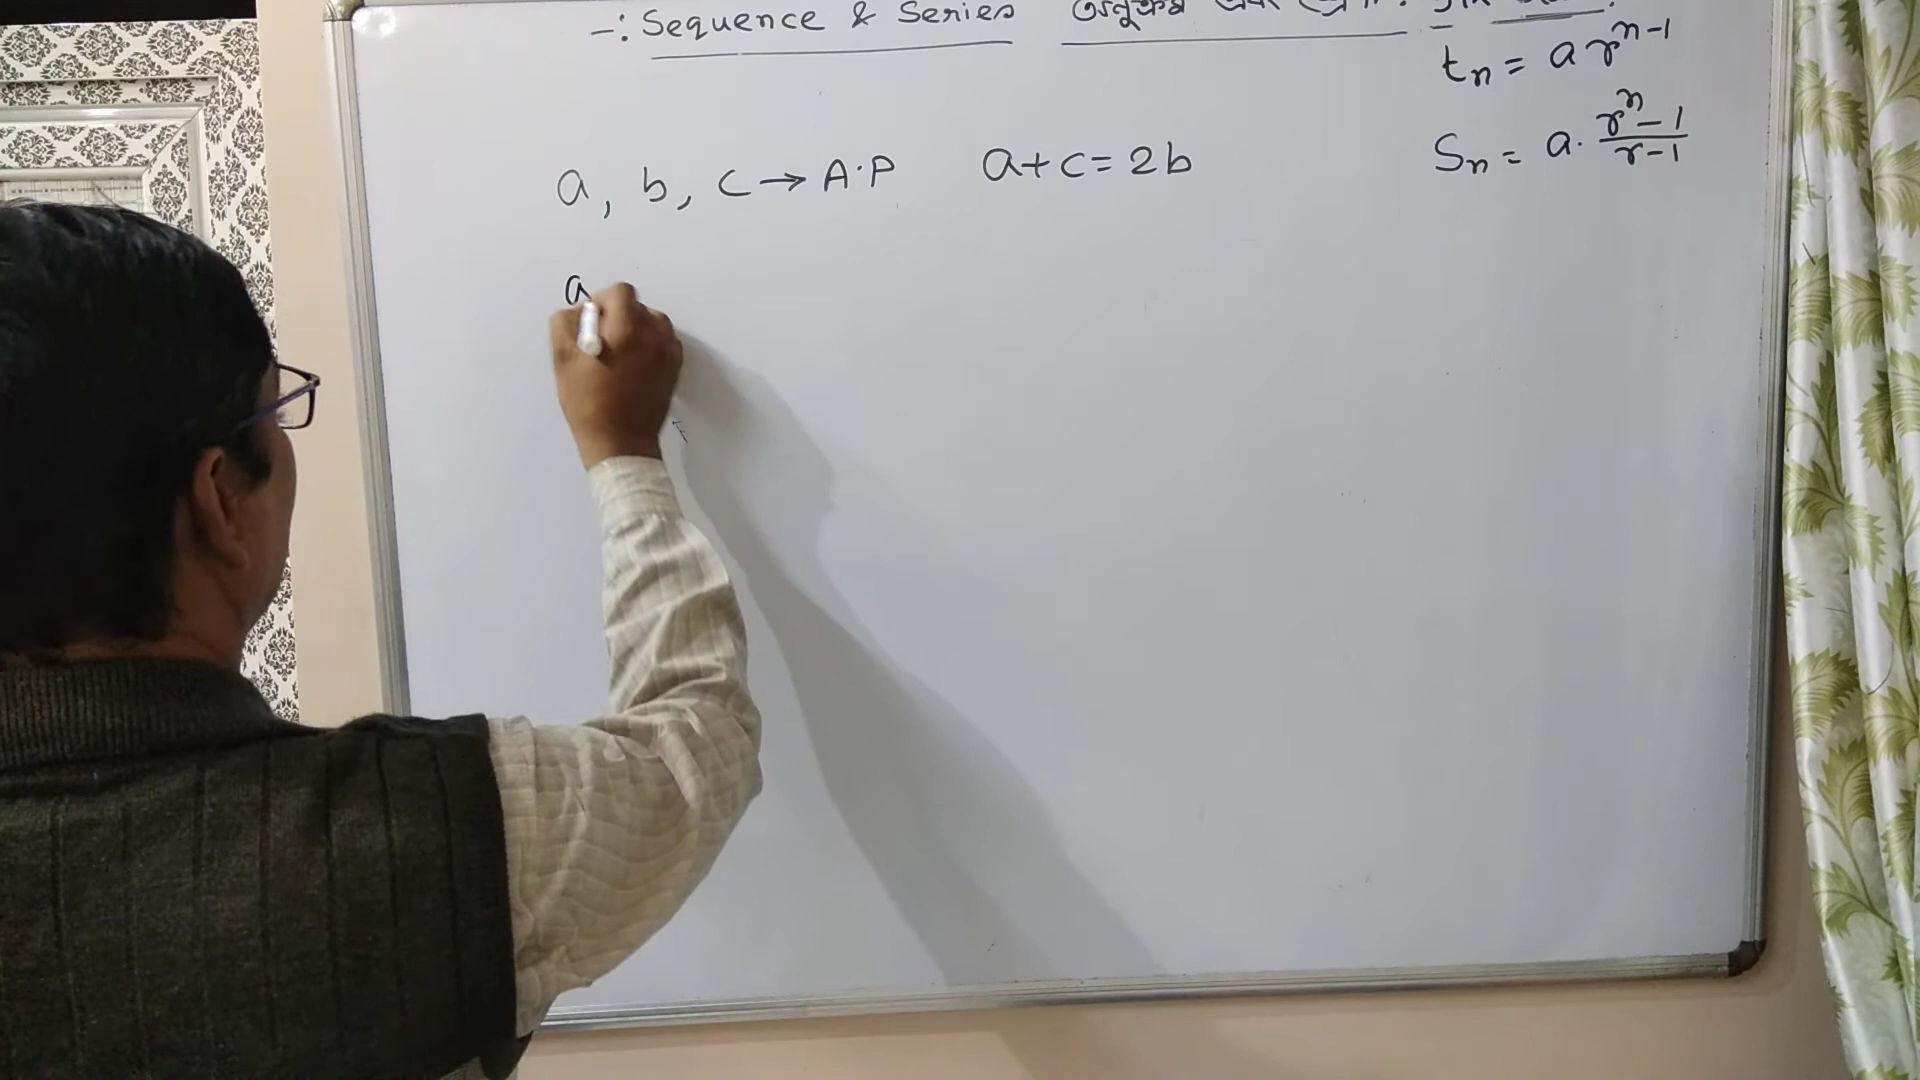 -: Sequence & Series
a, b, c → A.P a+c = 2b
a
tn = a r^n-1
Sn = a. r^n-1 / r-1